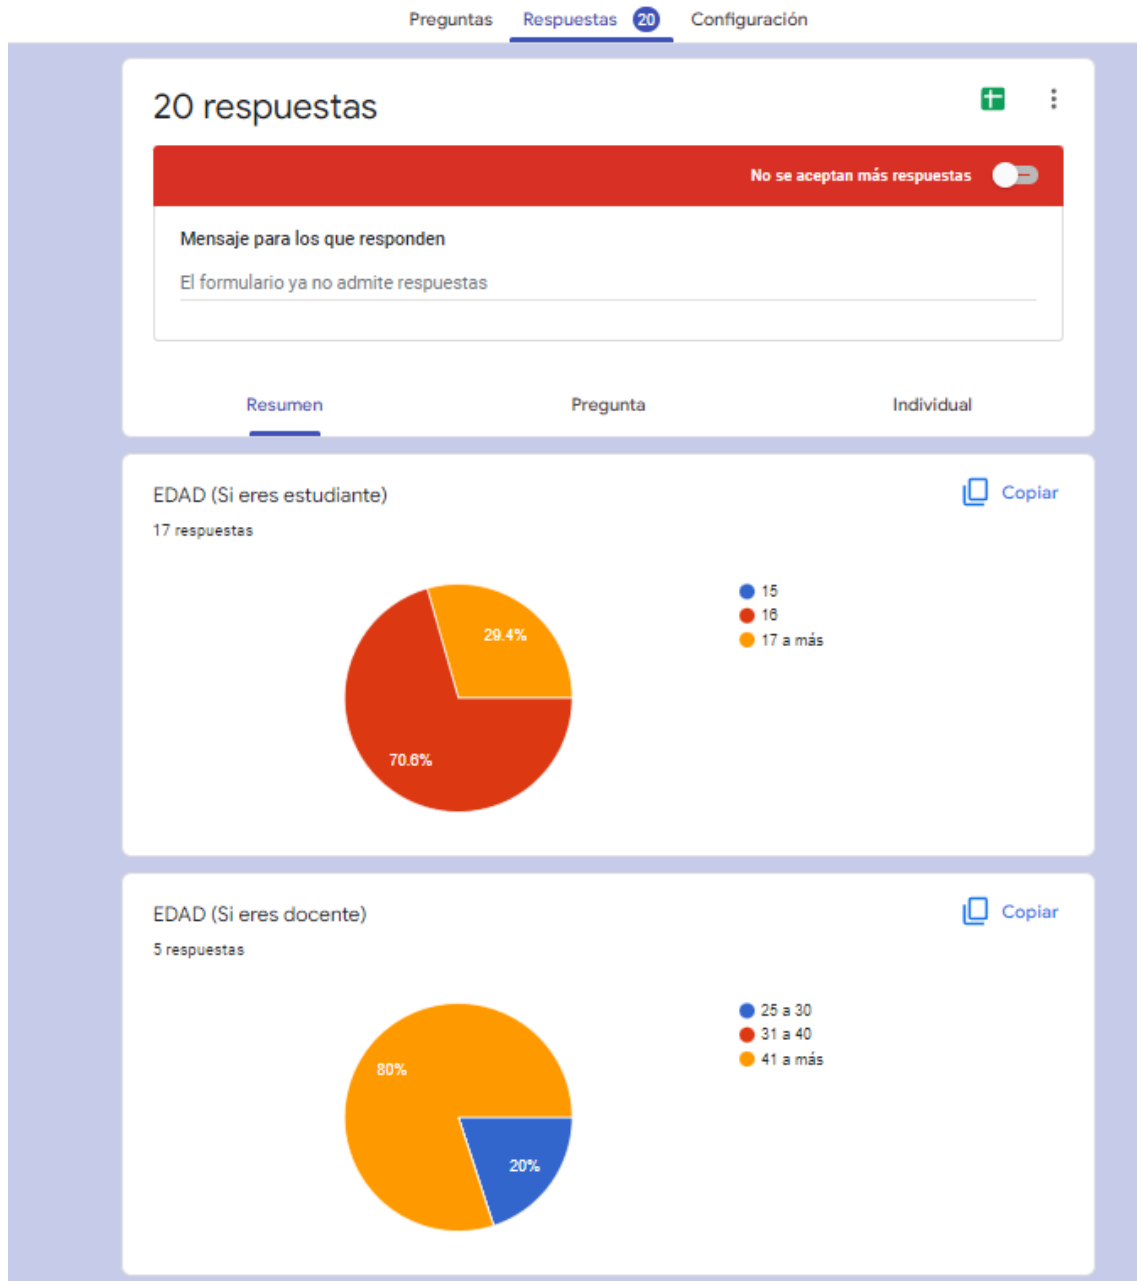 Preguntas Respuestas 20 Configuración
20 respuestas
No se aceptan más respuestas
Mensaje para los que responden
El formulario ya no admite respuestas
Resumen Pregunta Individual
EDAD (Si eres estudiante)
Copiar
17 respuestas
15
16
17 a más
29.4%
70.6%
EDAD (Si eres docente)
Copiar
5 respuestas
25 a 30
31 a 40
41 a más
80%
20%